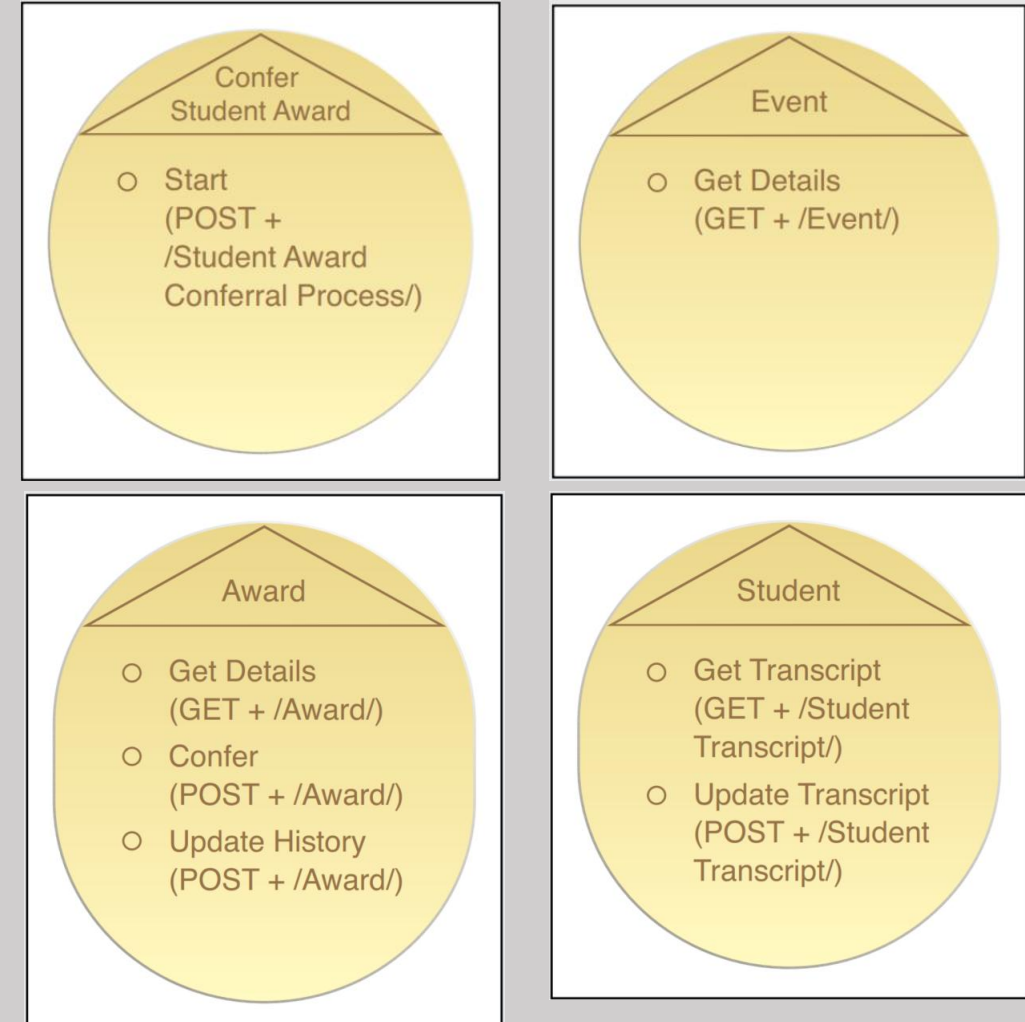 Confer
Student Award
Start
(POST +
/Student Award
Conferral Process/)
Event
Get Details
(GET + /Event/)
Award
Get Details
(GET + /Award/)
Confer
(POST + /Award/)
Update History
(POST + /Award/)
Student
Get Transcript
(GET + /Student
Transcript/)
Update Transcript
(POST + /Student
Transcript/)